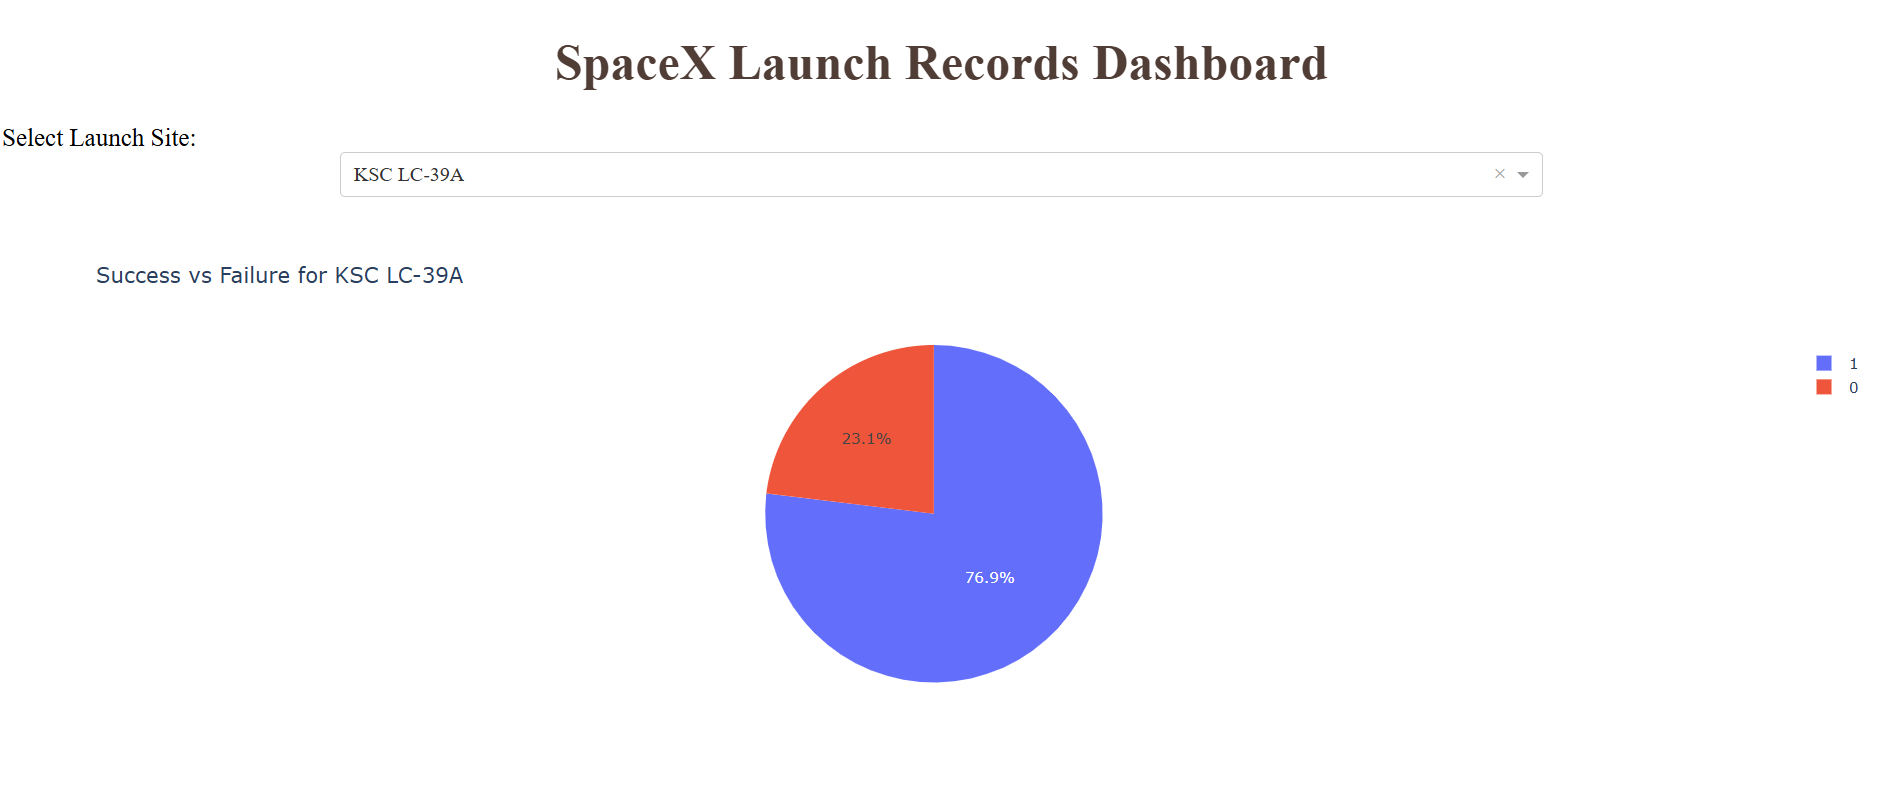 SpaceX Launch Records Dashboard
Select Launch Site:
KSC LC-39A ×
Success vs Failure for KSC LC-39A
1
0
23.1%
76.9%